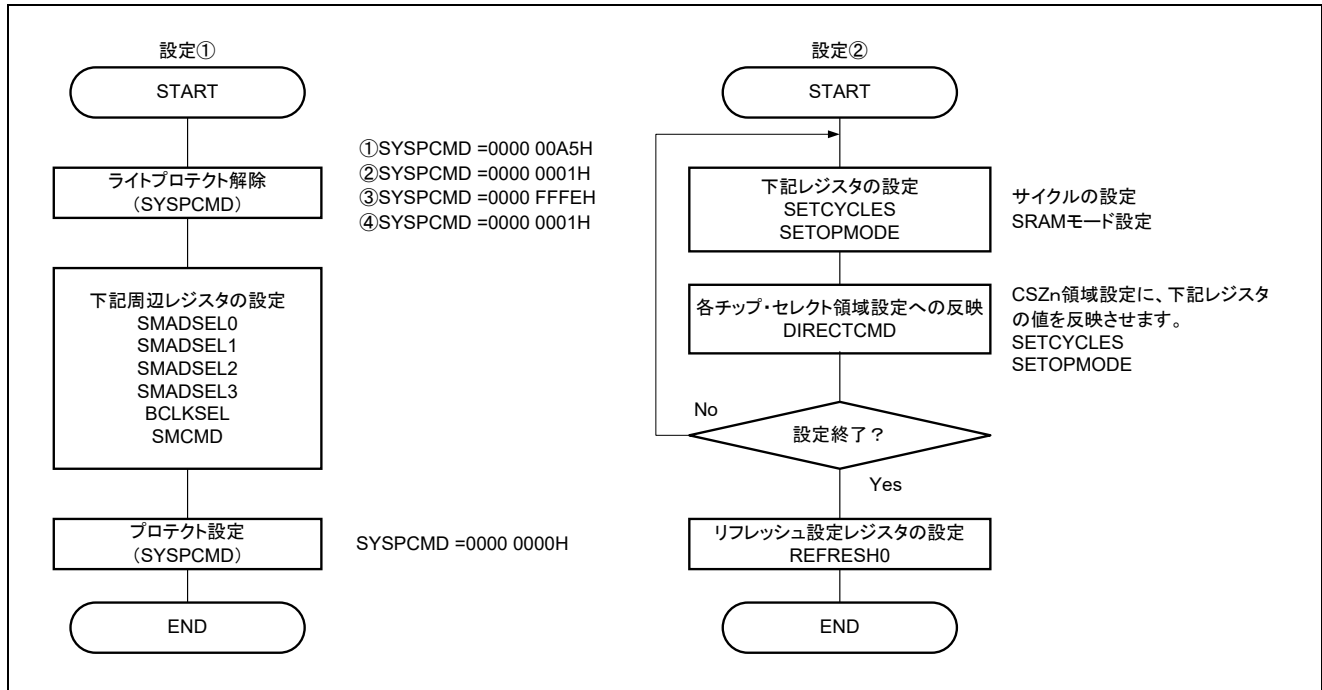 設定①
START
ライトプロテクト解除
(SYSPCMD)
①SYSPCMD =0000 00A5H
②SYSPCMD =0000 0001H
③SYSPCMD =0000 FFFEH
④SYSPCMD =0000 0001H
下記周辺レジスタの設定
SMADSEL0
SMADSEL1
SMADSEL2
SMADSEL3
BCLKSEL
SMCMD
プロテクト設定
(SYSPCMD)
SYSPCMD =0000 0000H
END
設定②
START
下記レジスタの設定
SETCYCLES
SETOPMODE
サイクルの設定
SRAMモード設定
各チップ・セレクト領域設定への反映
DIRECTCMD
CSZn領域設定に、下記レジスタ
の値を反映させます。
SETCYCLES
SETOPMODE
No
設定終了？
Yes
リフレッシュ設定レジスタの設定
REFRESH0
END